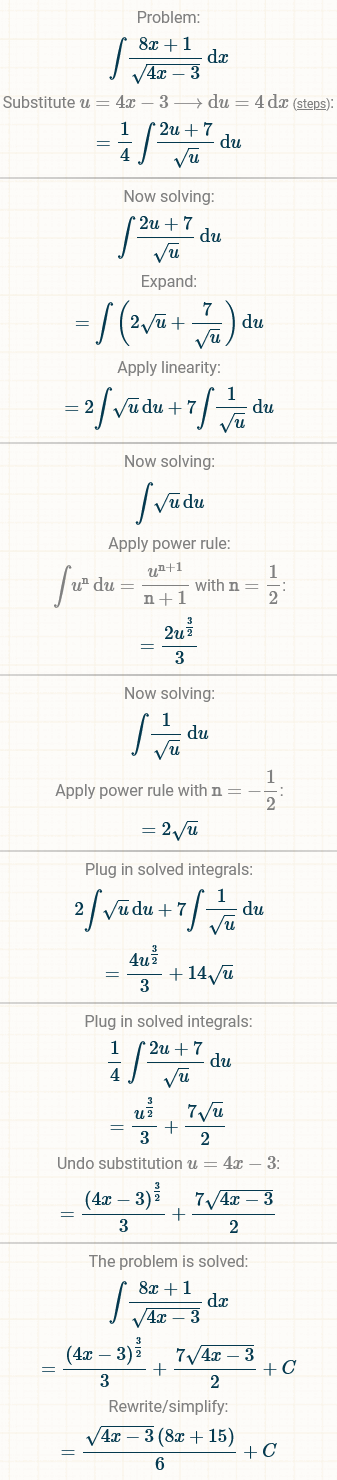 Problem:
∫ (8x + 1)/√(4x − 3) dx
Substitute u = 4x − 3 ⟶ du = 4 dx (steps):
= 1/4 ∫ (2u + 7)/√u du
Now solving:
∫ (2u + 7)/√u du
Expand:
= ∫ (2√u + 7/√u) du
Apply linearity:
= 2∫ √u du + 7∫ 1/√u du
Now solving:
∫ √u du
Apply power rule:
∫ uⁿ du = uⁿ⁺¹/(n + 1) with n = 1/2:
= 2u^(3/2)/3
Now solving:
∫ 1/√u du
Apply power rule with n = −1/2:
= 2√u
Plug in solved integrals:
2∫ √u du + 7∫ 1/√u du
= 4u^(3/2)/3 + 14√u
Plug in solved integrals:
1/4 ∫ (2u + 7)/√u du
= u^(3/2)/3 + 7√u/2
Undo substitution u = 4x − 3:
= (4x − 3)^(3/2)/3 + 7√(4x − 3)/2
The problem is solved:
∫ (8x + 1)/√(4x − 3) dx
= (4x − 3)^(3/2)/3 + 7√(4x − 3)/2 + C
Rewrite/simplify:
= √(4x − 3) (8x + 15)/6 + C